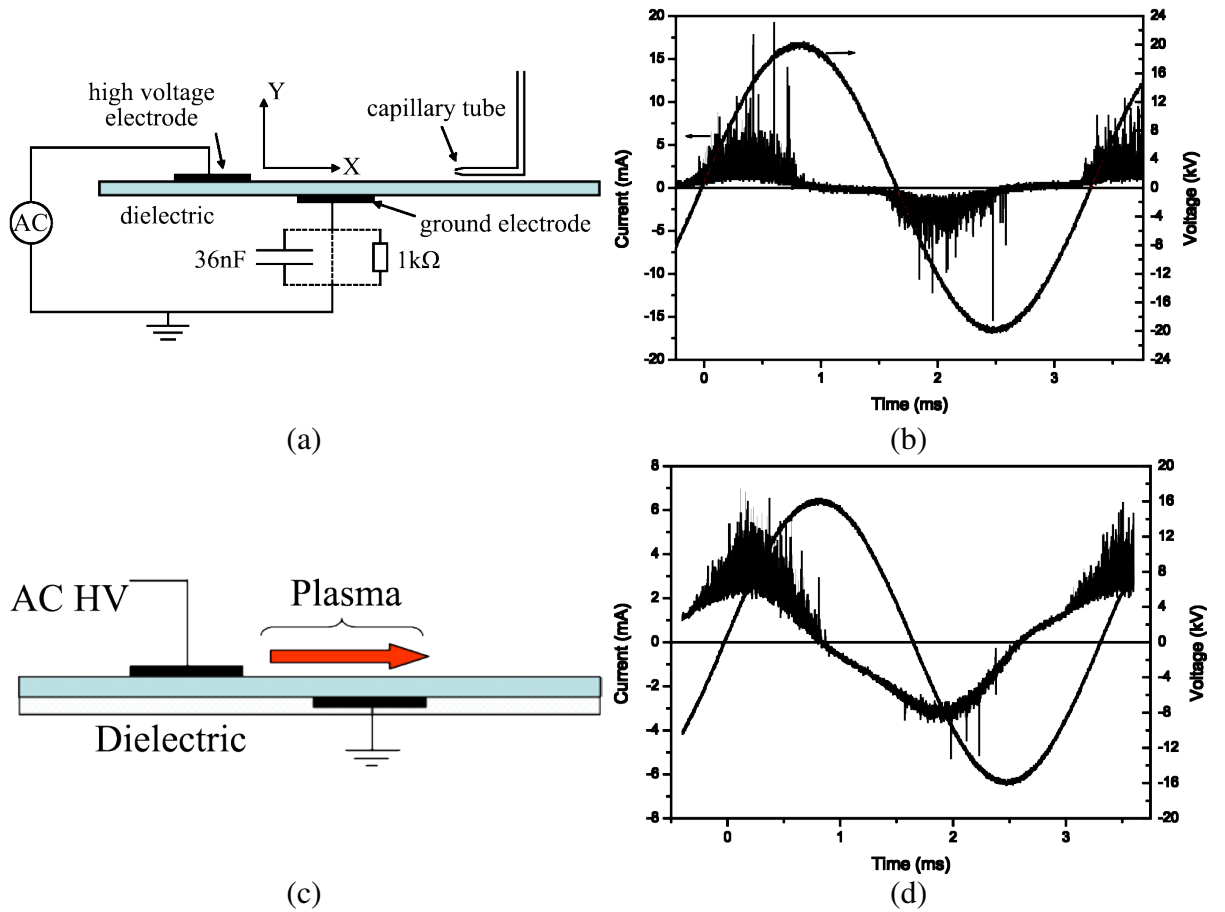 high voltage
electrode
Y
X
capillary tube
AC
dielectric
ground electrode
36nF
1kΩ
(a)
20
15
10
5
0
-5
-10
-15
-20
Current (mA)
24
20
16
12
8
4
0
-4
-8
-12
-16
-20
-24
Voltage (kV)
0 1 2 3
Time (ms)
(b)
AC HV
Plasma
Dielectric
(c)
8
6
4
2
0
-2
-4
-6
-8
Current (mA)
20
16
12
8
4
0
-4
-8
-12
-16
-20
Voltage (kV)
0 1 2 3
Time (ms)
(d)